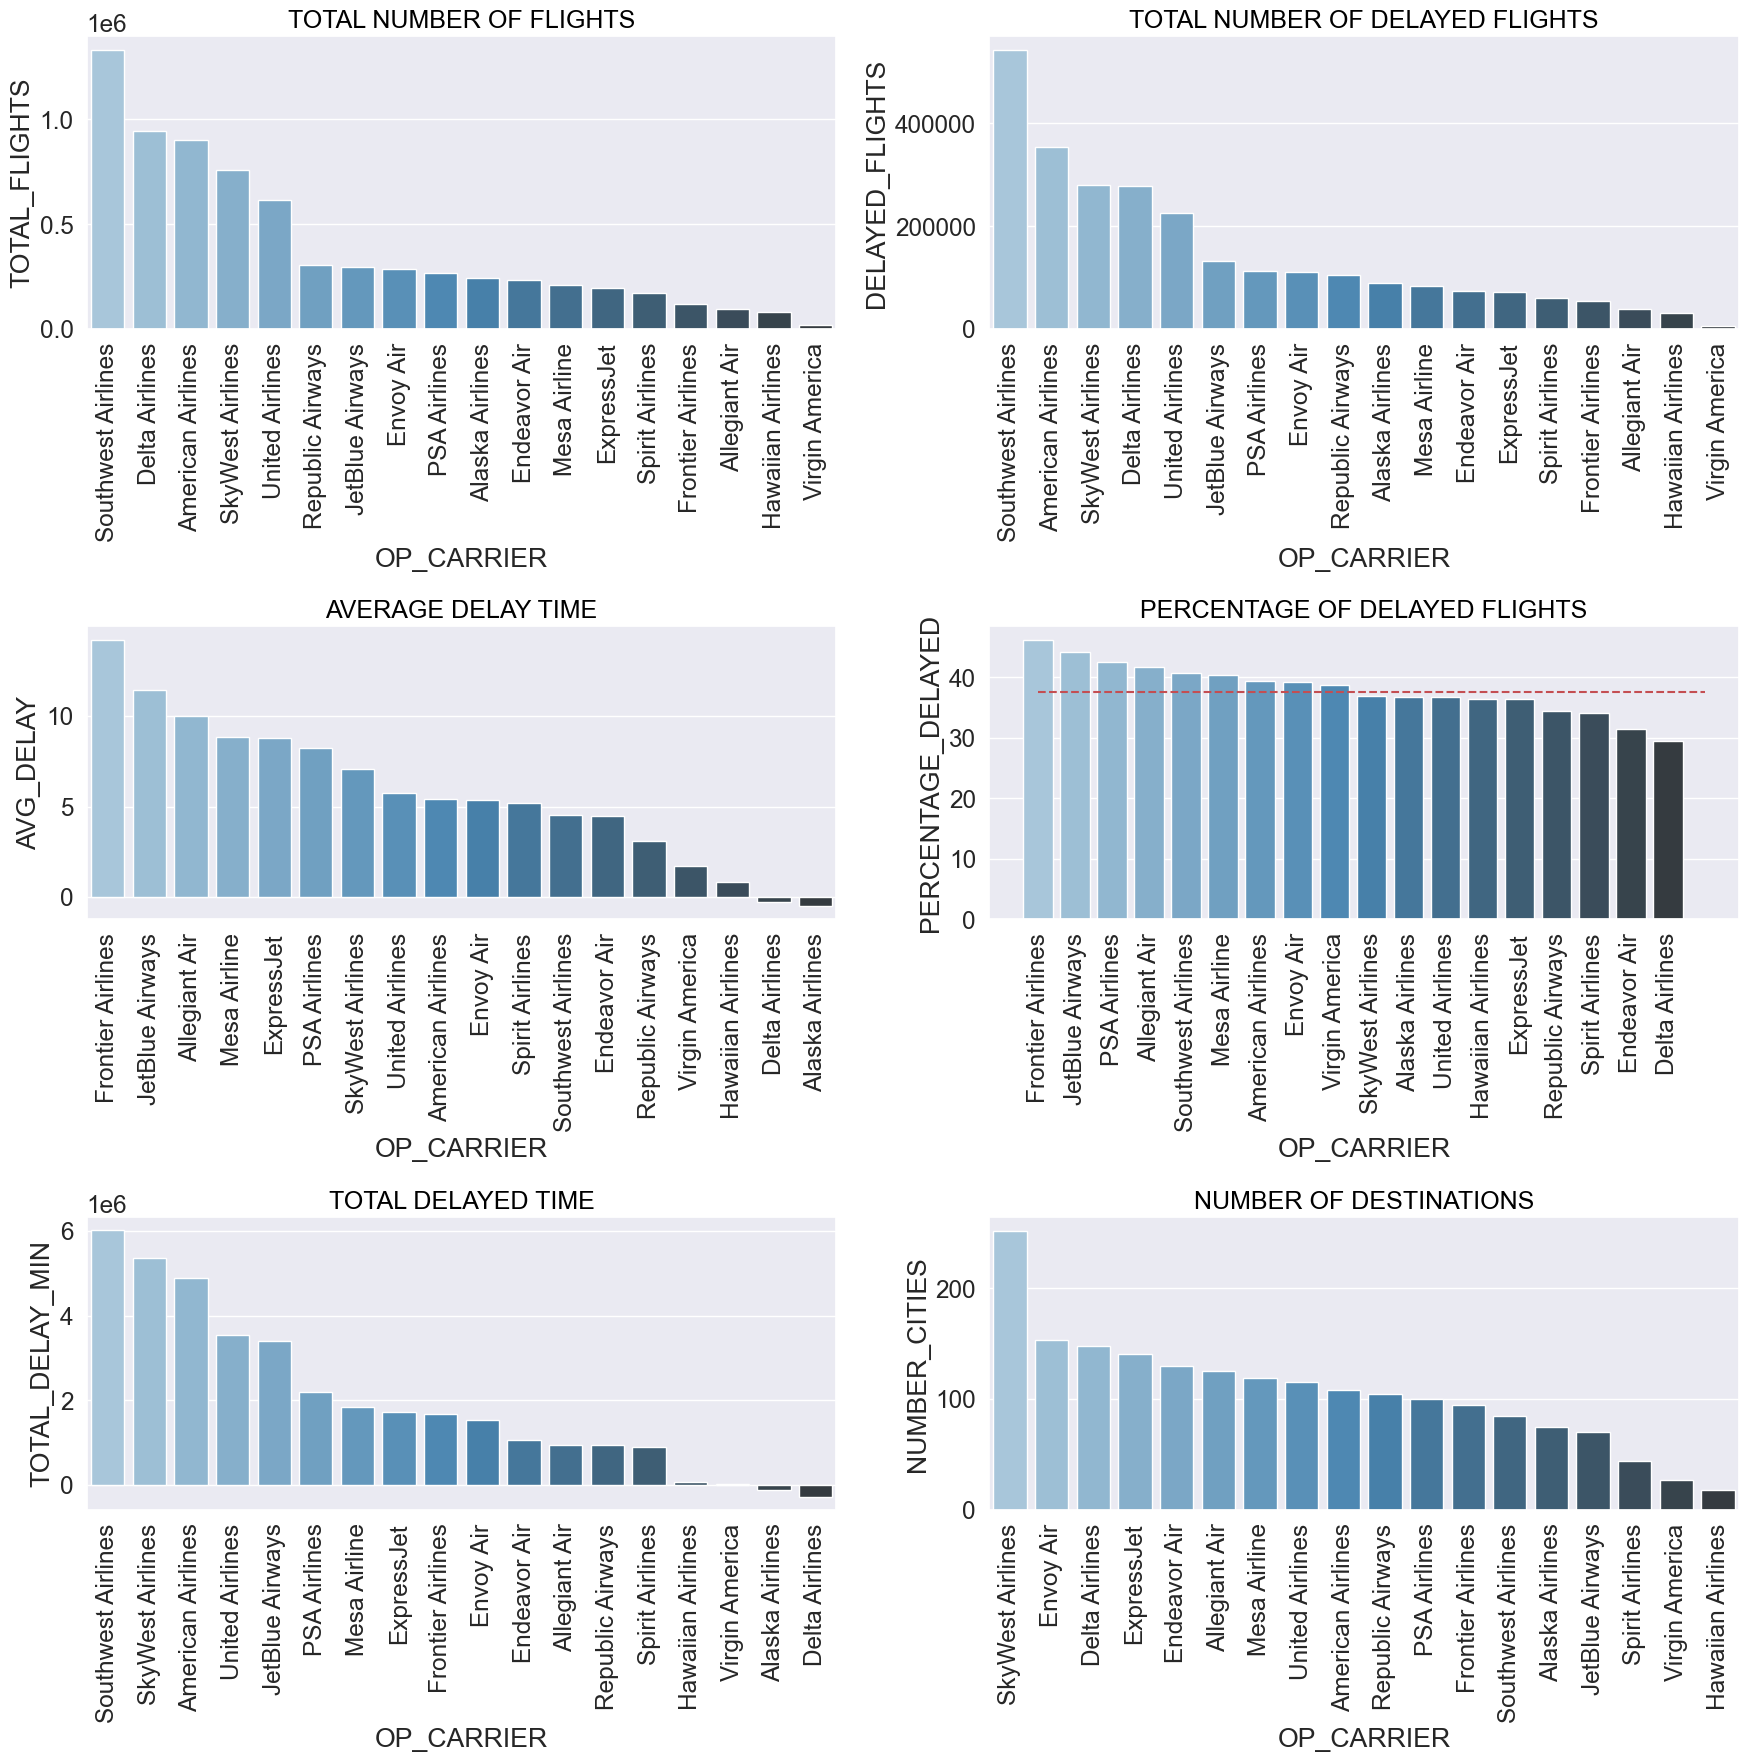 TOTAL NUMBER OF FLIGHTS
1e6
TOTAL_FLIGHTS
1.0
0.5
0.0
Southwest Airlines
Delta Airlines
American Airlines
SkyWest Airlines
United Airlines
Republic Airways
JetBlue Airways
Envoy Air
PSA Airlines
Alaska Airlines
Endeavor Air
Mesa Airline
ExpressJet
Spirit Airlines
Frontier Airlines
Allegiant Air
Hawaiian Airlines
Virgin America
OP_CARRIER
TOTAL NUMBER OF DELAYED FLIGHTS
DELAYED_FLIGHTS
400000
200000
0
Southwest Airlines
American Airlines
SkyWest Airlines
Delta Airlines
United Airlines
JetBlue Airways
PSA Airlines
Envoy Air
Republic Airways
Alaska Airlines
Mesa Airline
Endeavor Air
ExpressJet
Spirit Airlines
Frontier Airlines
Allegiant Air
Hawaiian Airlines
Virgin America
OP_CARRIER
AVERAGE DELAY TIME
AVG_DELAY
10
5
0
Frontier Airlines
JetBlue Airways
Allegiant Air
Mesa Airline
ExpressJet
PSA Airlines
SkyWest Airlines
United Airlines
American Airlines
Envoy Air
Spirit Airlines
Southwest Airlines
Endeavor Air
Republic Airways
Virgin America
Hawaiian Airlines
Delta Airlines
Alaska Airlines
OP_CARRIER
PERCENTAGE OF DELAYED FLIGHTS
PERCENTAGE_DELAYED
40
30
20
10
0
Frontier Airlines
JetBlue Airways
PSA Airlines
Allegiant Air
Southwest Airlines
Mesa Airline
American Airlines
Envoy Air
Virgin America
SkyWest Airlines
Alaska Airlines
United Airlines
Hawaiian Airlines
ExpressJet
Republic Airways
Spirit Airlines
Endeavor Air
Delta Airlines
OP_CARRIER
TOTAL DELAYED TIME
1e6
TOTAL_DELAY_MIN
6
4
2
0
Southwest Airlines
SkyWest Airlines
American Airlines
United Airlines
JetBlue Airways
PSA Airlines
Mesa Airline
ExpressJet
Frontier Airlines
Envoy Air
Endeavor Air
Allegiant Air
Republic Airways
Spirit Airlines
Hawaiian Airlines
Virgin America
Alaska Airlines
Delta Airlines
OP_CARRIER
NUMBER OF DESTINATIONS
NUMBER_CITIES
200
100
0
SkyWest Airlines
Envoy Air
Delta Airlines
ExpressJet
Endeavor Air
Allegiant Air
Mesa Airline
United Airlines
American Airlines
Republic Airways
PSA Airlines
Frontier Airlines
Southwest Airlines
Alaska Airlines
JetBlue Airways
Spirit Airlines
Virgin America
Hawaiian Airlines
OP_CARRIER